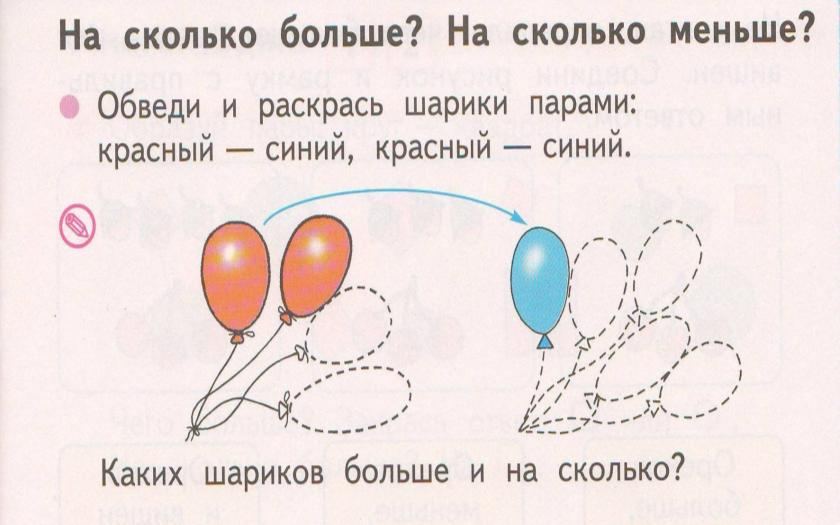 На сколько больше? На сколько меньше?
Обведи и раскрась шарики парами:
красный — синий, красный — синий.
Каких шариков больше и на сколько?